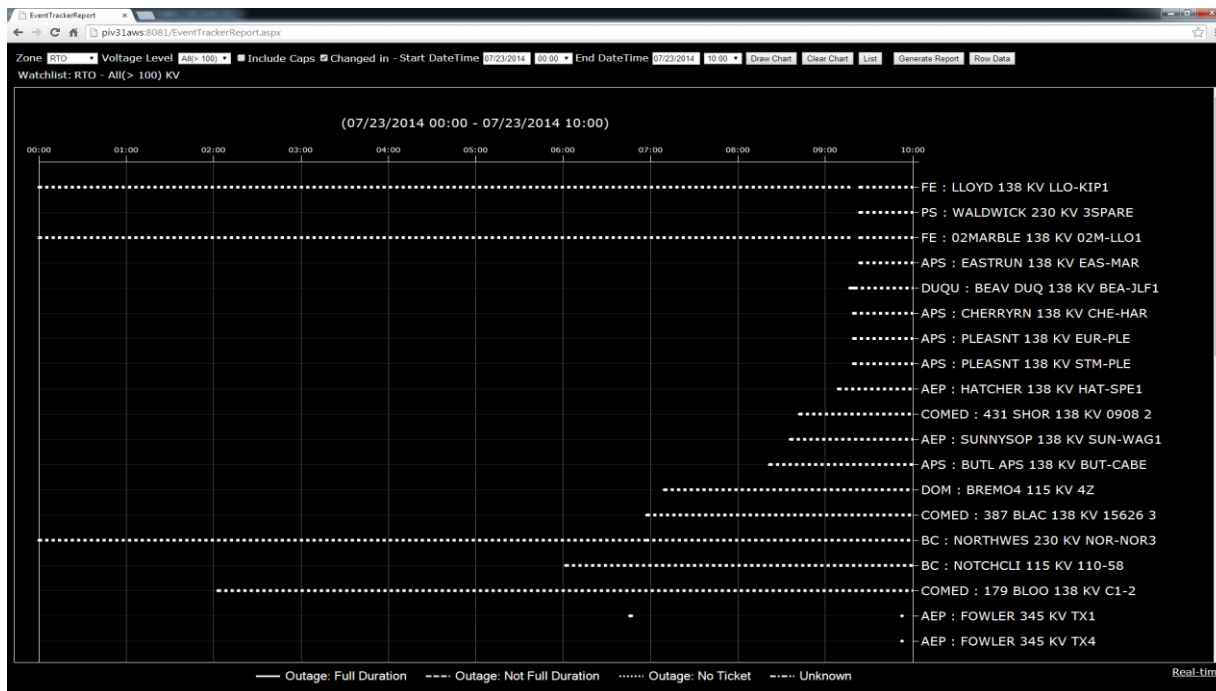 EventTrackerReport
piv31aws:8081/EventTrackerReport.aspx
Zone RTO Voltage Level All(> 100) Include Caps Changed in - Start DateTime 07/23/2014 00:00 End DateTime 07/23/2014 10:00 Draw Chart Clear Chart List Generate Report Row Data
Watchlist: RTO - All(> 100) KV
(07/23/2014 00:00 - 07/23/2014 10:00)
00:00 01:00 02:00 03:00 04:00 05:00 06:00 07:00 08:00 09:00 10:00
FE : LLOYD 138 KV LLO-KIP1
PS : WALDWICK 230 KV 3SPARE
FE : 02MARBLE 138 KV 02M-LLO1
APS : EASTRUN 138 KV EAS-MAR
DUQU : BEAV DUQ 138 KV BEA-JLF1
APS : CHERRYRN 138 KV CHE-HAR
APS : PLEASNT 138 KV EUR-PLE
APS : PLEASNT 138 KV STM-PLE
AEP : HATCHER 138 KV HAT-SPE1
COMED : 431 SHOR 138 KV 0908 2
AEP : SUNNYSOP 138 KV SUN-WAG1
APS : BUTL APS 138 KV BUT-CABE
DOM : BREMO4 115 KV 4Z
COMED : 387 BLAC 138 KV 15626 3
BC : NORTHWES 230 KV NOR-NOR3
BC : NOTCHCLI 115 KV 110-58
COMED : 179 BLOO 138 KV C1-2
AEP : FOWLER 345 KV TX1
AEP : FOWLER 345 KV TX4
Outage: Full Duration Outage: Not Full Duration Outage: No Ticket Unknown
Real-tim